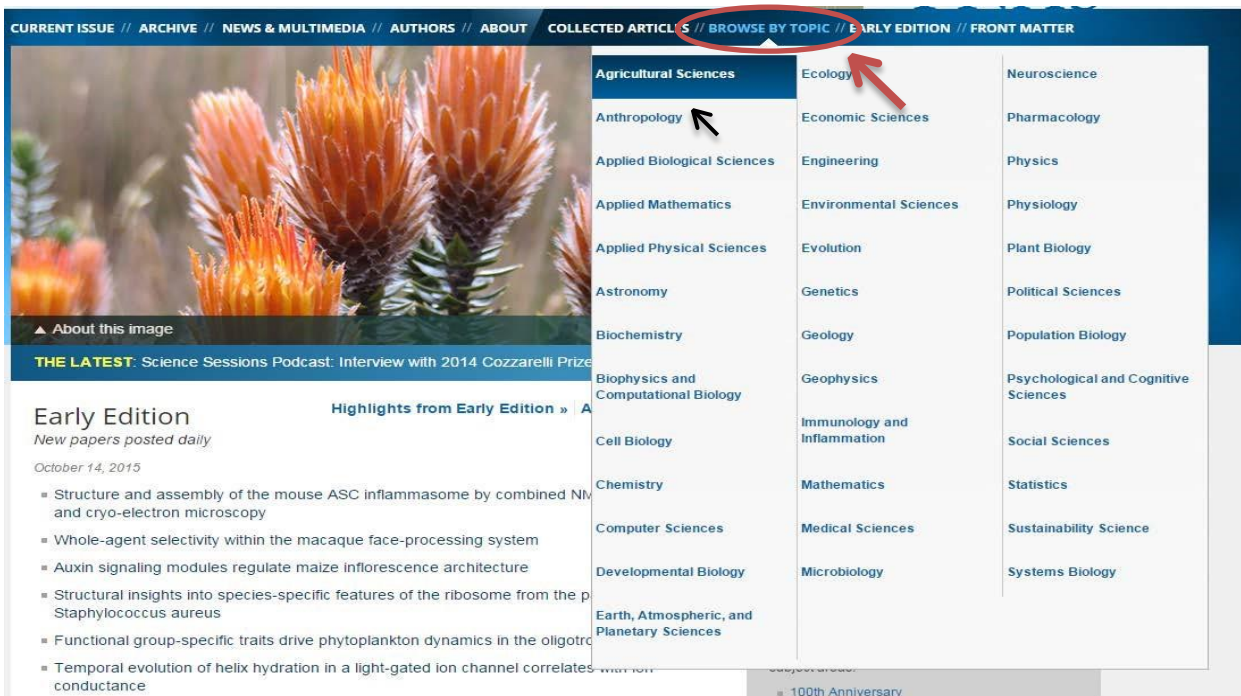 CURRENT ISSUE // ARCHIVE // NEWS & MULTIMEDIA // AUTHORS // ABOUT COLLECTED ARTICLES // BROWSE BY TOPIC // EARLY EDITION // FRONT MATTER
▲ About this image
THE LATEST: Science Sessions Podcast: Interview with 2014 Cozzarelli Prize
Early Edition
Highlights from Early Edition » A
New papers posted daily
October 14, 2015
Structure and assembly of the mouse ASC inflammasome by combined NM
and cryo-electron microscopy
Whole-agent selectivity within the macaque face-processing system
Auxin signaling modules regulate maize inflorescence architecture
Structural insights into species-specific features of the ribosome from the p
Staphylococcus aureus
Functional group-specific traits drive phytoplankton dynamics in the oligotro
Temporal evolution of helix hydration in a light-gated ion channel correlates with ion
conductance
Agricultural Sciences
Anthropology
Applied Biological Sciences
Applied Mathematics
Applied Physical Sciences
Astronomy
Biochemistry
Biophysics and
Computational Biology
Cell Biology
Chemistry
Computer Sciences
Developmental Biology
Earth, Atmospheric, and
Planetary Sciences
Ecology
Economic Sciences
Engineering
Environmental Sciences
Evolution
Genetics
Geology
Geophysics
Immunology and
Inflammation
Mathematics
Medical Sciences
Microbiology
Neuroscience
Pharmacology
Physics
Physiology
Plant Biology
Political Sciences
Population Biology
Psychological and Cognitive
Sciences
Social Sciences
Statistics
Sustainability Science
Systems Biology
subject areas:
100th Anniversary